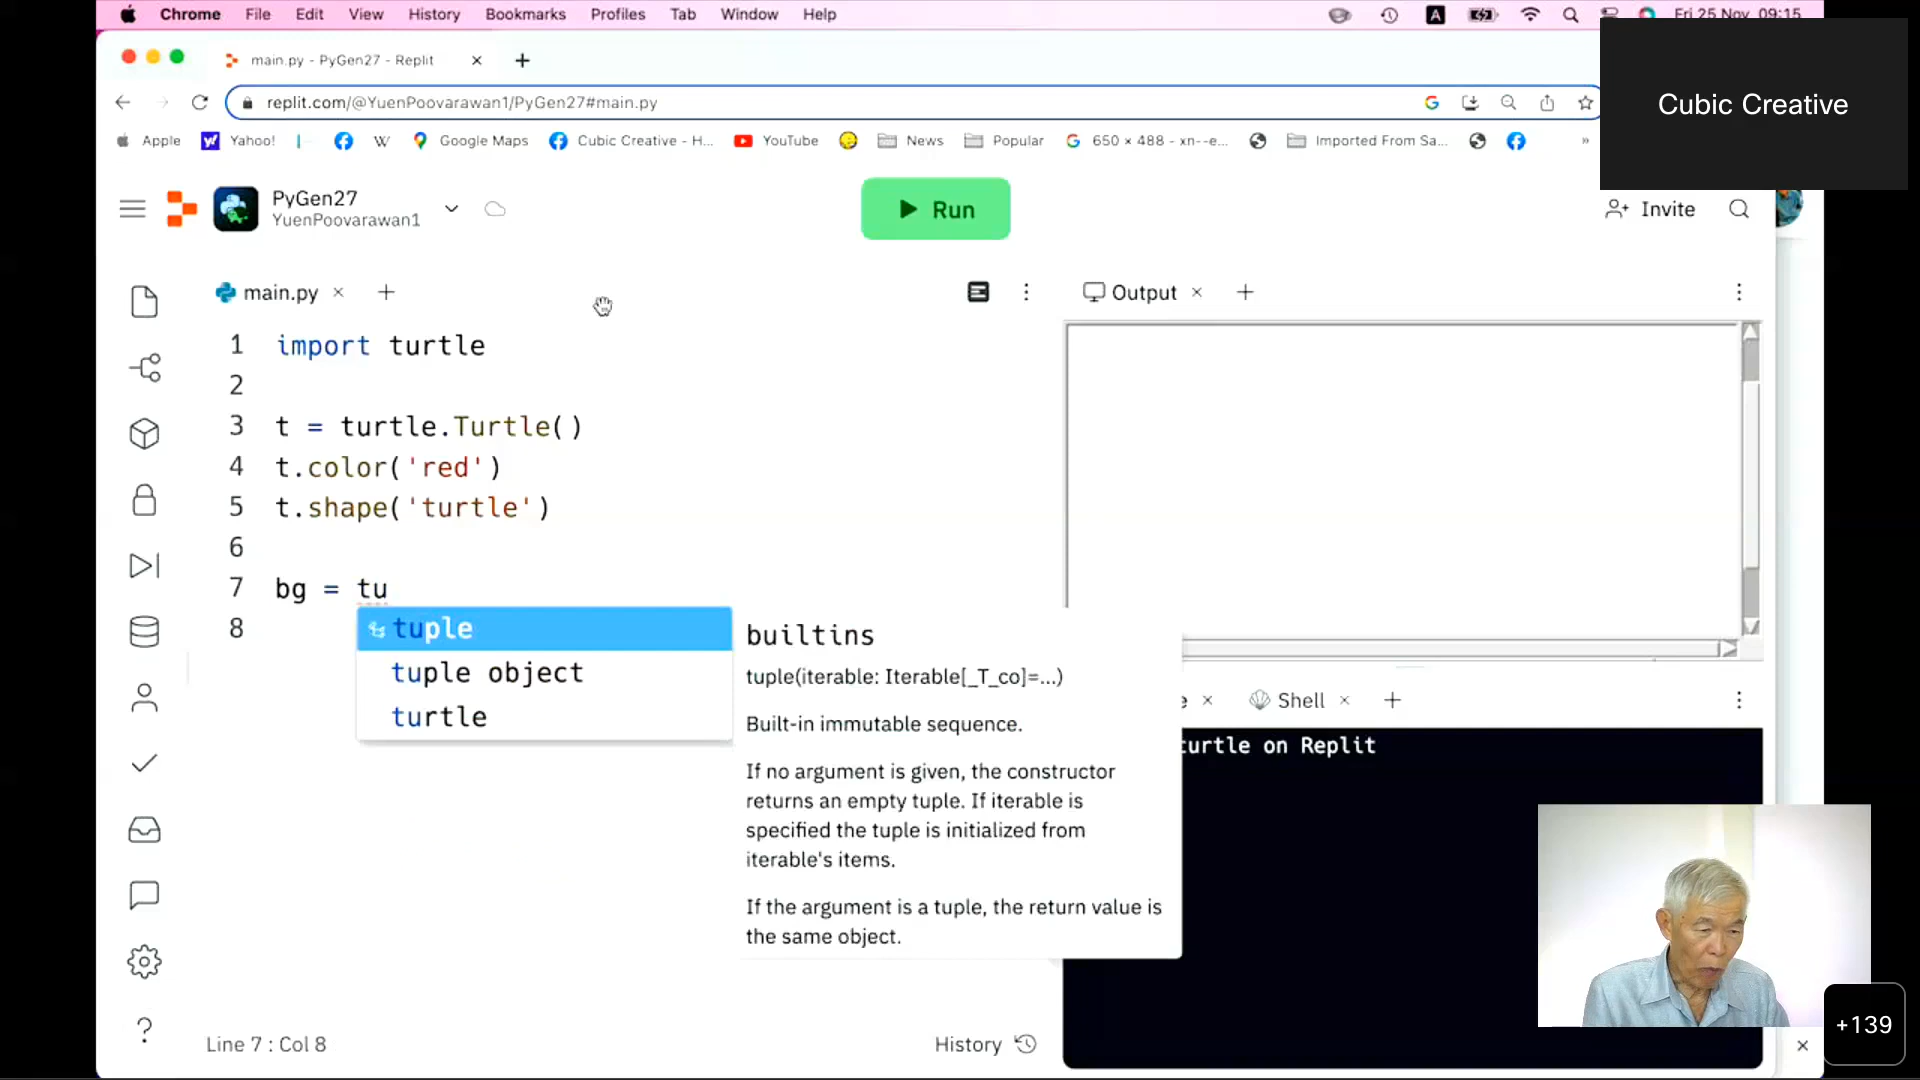 Chrome File Edit View History Bookmarks Profiles Tab Window Help A Fri 25 Nov 09:15
main.py - PyGen27 - Replit
replit.com/@YuenPoovarawan1/PyGen27#main.py
Cubic Creative
Apple Yahoo! W Google Maps Cubic Creative - H... YouTube News Popular 650 × 488 - xn--e... Imported From Sa... »
PyGen27
YuenPoovarawan1
Run
Invite
main.py
Output
1 import turtle
2
3 t = turtle.Turtle()
4 t.color('red')
5 t.shape('turtle')
6
7 bg = tu
8
tuple
tuple object
turtle
builtins
tuple(iterable: Iterable[_T_co]=...)
Built-in immutable sequence.
If no argument is given, the constructor
returns an empty tuple. If iterable is
specified the tuple is initialized from
iterable's items.
If the argument is a tuple, the return value is
the same object.
e
Shell
turtle on Replit
Line 7 : Col 8
History
+139